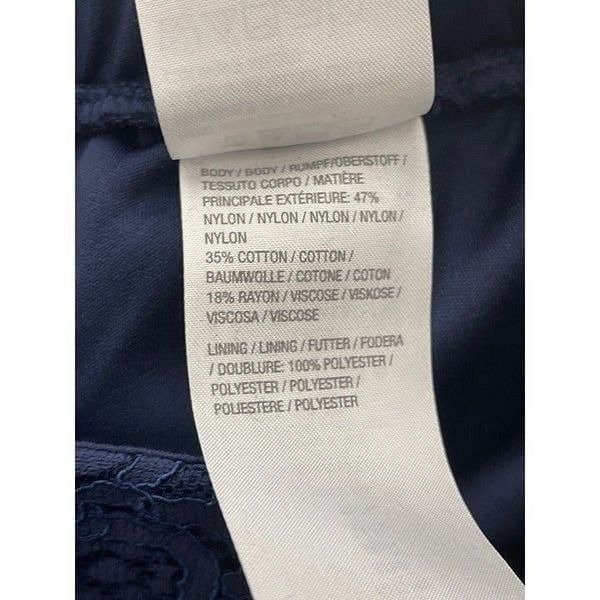 BODY / BODY / RUMPF/OBERSTOFF /
TESSUTO CORPO / MATIÈRE
PRINCIPALE EXTÉRIEURE: 47%
NYLON / NYLON / NYLON / NYLON /
NYLON
35% COTTON / COTTON /
BAUMWOLLE / COTONE / COTON
18% RAYON / VISCOSE / VISKOSE /
VISCOSA / VISCOSE
LINING / LINING / FUTTER / FODERA
/ DOUBLURE: 100% POLYESTER /
POLYESTER / POLYESTER /
POLIESTERE / POLYESTER